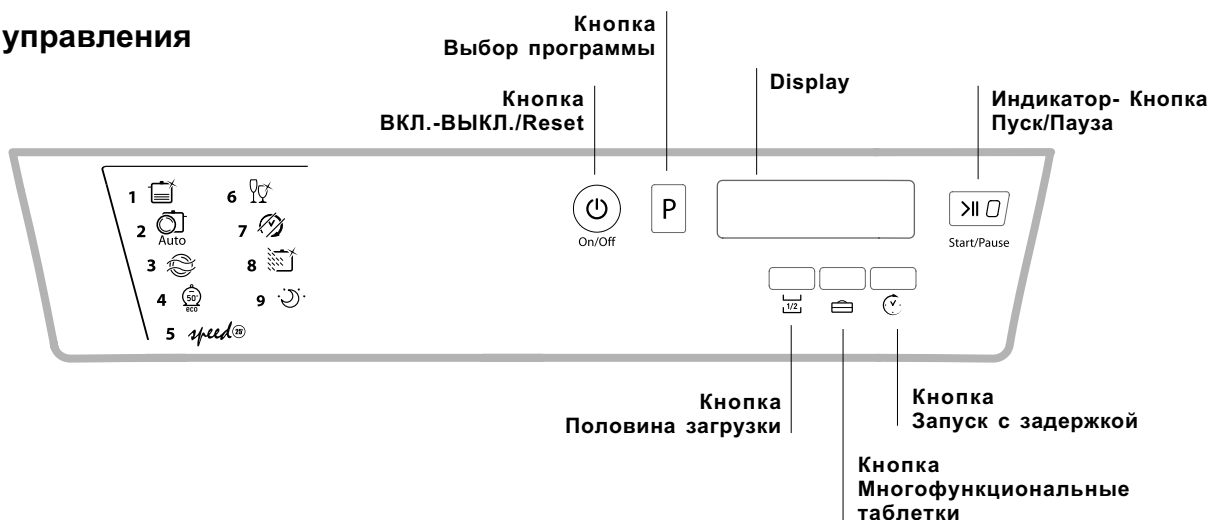 управления
Кнопка
Выбор программы
Кнопка
ВКЛ.-ВЫКЛ./Reset
Display
Индикатор- Кнопка
Пуск/Пауза
1
6
2
Auto
7
3
8
4
50°
eco
9
5 speed 25'
On/Off
P
Start/Pause
1/2
Кнопка
Половина загрузки
Кнопка
Запуск с задержкой
Кнопка
Многофункциональные
таблетки